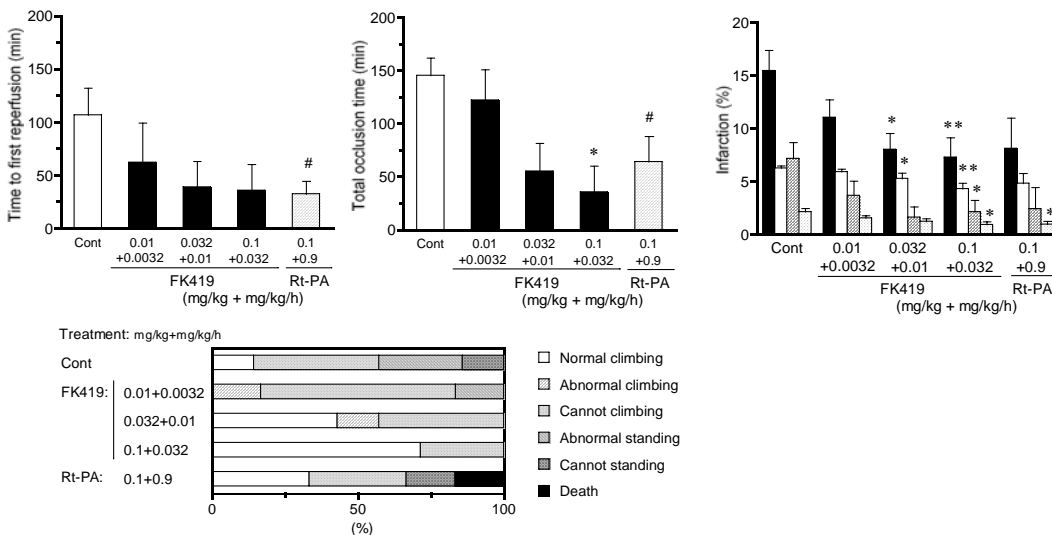 200
150
100
50
0
Time to first reperfusion (min)
Cont 0.01 0.032 0.1 0.1
+0.0032 +0.01 +0.032 +0.9
FK419 Rt-PA
(mg/kg + mg/kg/h)
#
200
150
100
50
0
Total occlusion time (min)
* #
Cont 0.01 0.032 0.1 0.1
+0.0032 +0.01 +0.032 +0.9
FK419 Rt-PA
(mg/kg + mg/kg/h)
20
15
10
5
0
Infarction (%)
* * ** ** * * *
Cont 0.01 0.032 0.1 0.1
+0.0032 +0.01 +0.032 +0.9
FK419 Rt-PA
(mg/kg + mg/kg/h)
Treatment: mg/kg+mg/kg/h
Cont
FK419: 0.01+0.0032
0.032+0.01
0.1+0.032
Rt-PA: 0.1+0.9
0 50 100
(%)
Normal climbing
Abnormal climbing
Cannot climbing
Abnormal standing
Cannot standing
Death